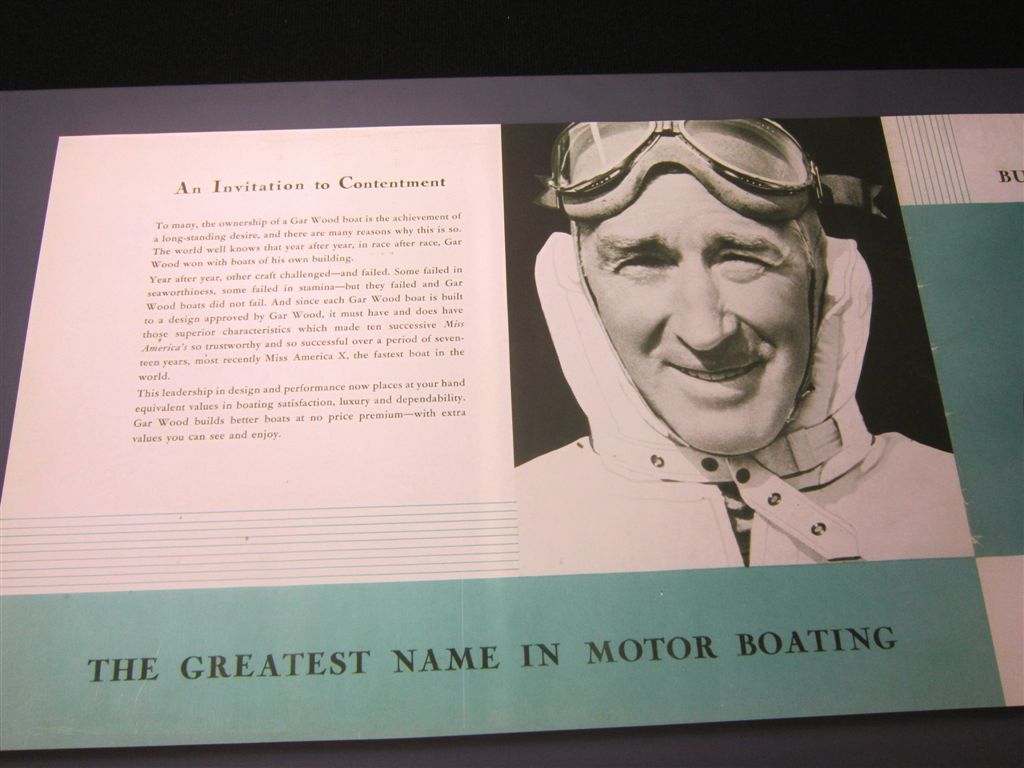 An Invitation to Contentment
To many, the ownership of a Gar Wood boat is the achievement of
a long-standing desire, and there are many reasons why this is so.
The world well knows that year after year, in race after race, Gar
Wood won with boats of his own building.
Year after year, other craft challenged—and failed. Some failed in
seaworthiness, some failed in stamina—but they failed and Gar
Wood boats did not fail. And since each Gar Wood boat is built
to a design approved by Gar Wood, it must have and does have
those superior characteristics which made ten successive Miss
America's so trustworthy and so successful over a period of seven-
teen years, most recently Miss America X, the fastest boat in the
world.
This leadership in design and performance now places at your hand
equivalent values in boating satisfaction, luxury and dependability.
Gar Wood builds better boats at no price premium—with extra
values you can see and enjoy.
BU
THE GREATEST NAME IN MOTOR BOATING